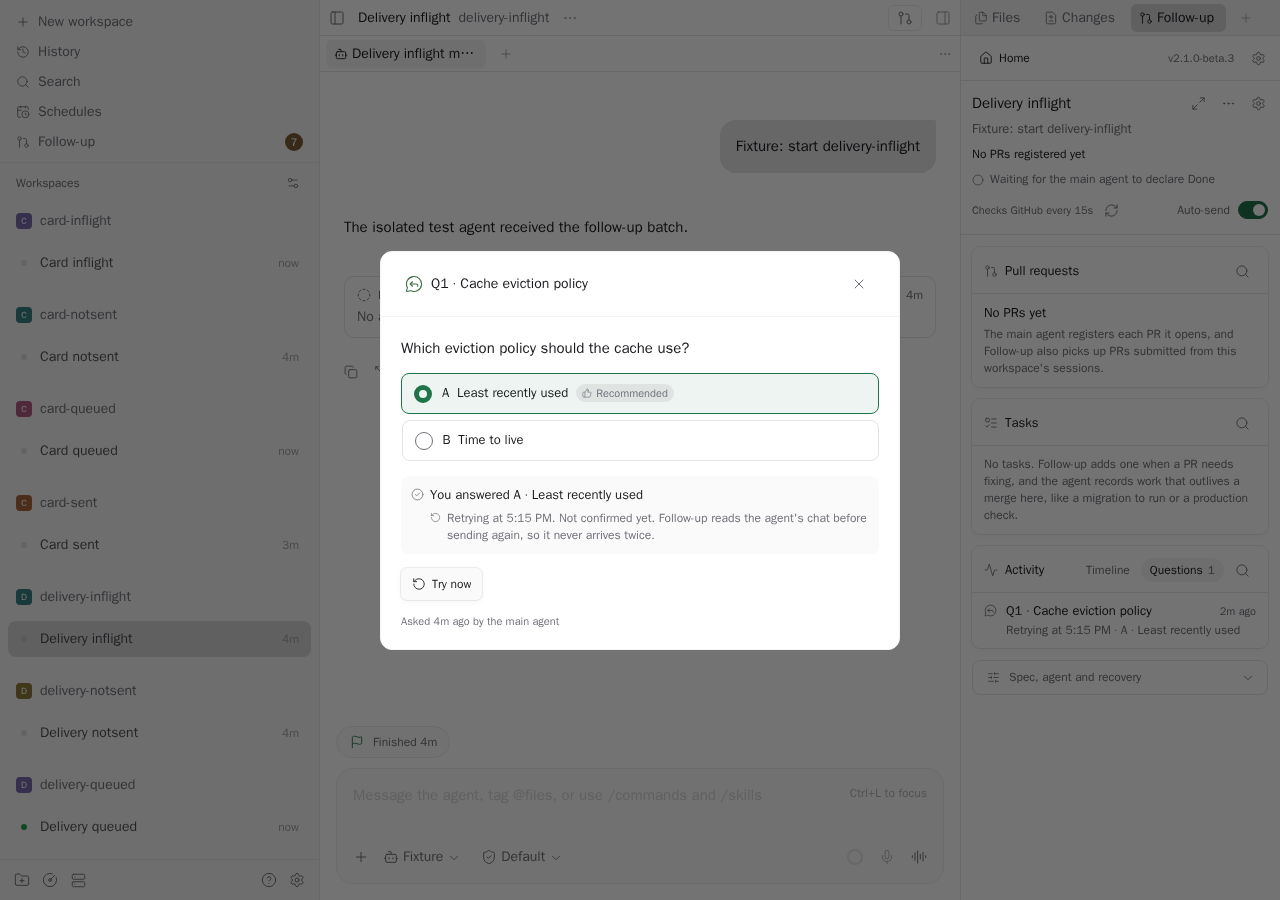 New workspace
History
Search
Schedules
Follow-up
7
Workspaces
C card-inflight
Card inflight now
C card-notsent
Card notsent 4m
C card-queued
Card queued now
C card-sent
Card sent 3m
D delivery-inflight
Delivery inflight 4m
D delivery-notsent
Delivery notsent 4m
D delivery-queued
Delivery queued now
Delivery inflight delivery-inflight
Delivery inflight m···
Fixture: start delivery-inflight
The isolated test agent received the follow-up batch.
4m
Q1 · Cache eviction policy
Which eviction policy should the cache use?
A Least recently used Recommended
B Time to live
You answered A · Least recently used
Retrying at 5:15 PM. Not confirmed yet. Follow-up reads the agent's chat before
sending again, so it never arrives twice.
Try now
Asked 4m ago by the main agent
Finished 4m
Message the agent, tag @files, or use /commands and /skills
Ctrl+L to focus
Fixture
Default
Files
Changes
Follow-up
Home
v2.1.0-beta.3
Delivery inflight
Fixture: start delivery-inflight
No PRs registered yet
Waiting for the main agent to declare Done
Checks GitHub every 15s
Auto-send
Pull requests
No PRs yet
The main agent registers each PR it opens, and
Follow-up also picks up PRs submitted from this
workspace's sessions.
Tasks
No tasks. Follow-up adds one when a PR needs
fixing, and the agent records work that outlives a
merge here, like a migration to run or a production
check.
Activity
Timeline
Questions 1
Q1 · Cache eviction policy 2m ago
Retrying at 5:15 PM · A · Least recently used
Spec, agent and recovery